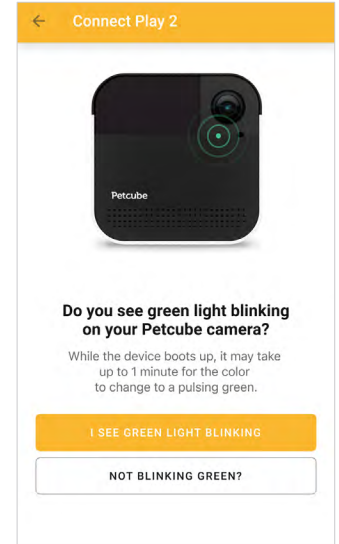 Connect Play 2
Petcube
Do you see green light blinking
on your Petcube camera?
While the device boots up, it may take
up to 1 minute for the color
to change to a pulsing green.
I SEE GREEN LIGHT BLINKING
NOT BLINKING GREEN?